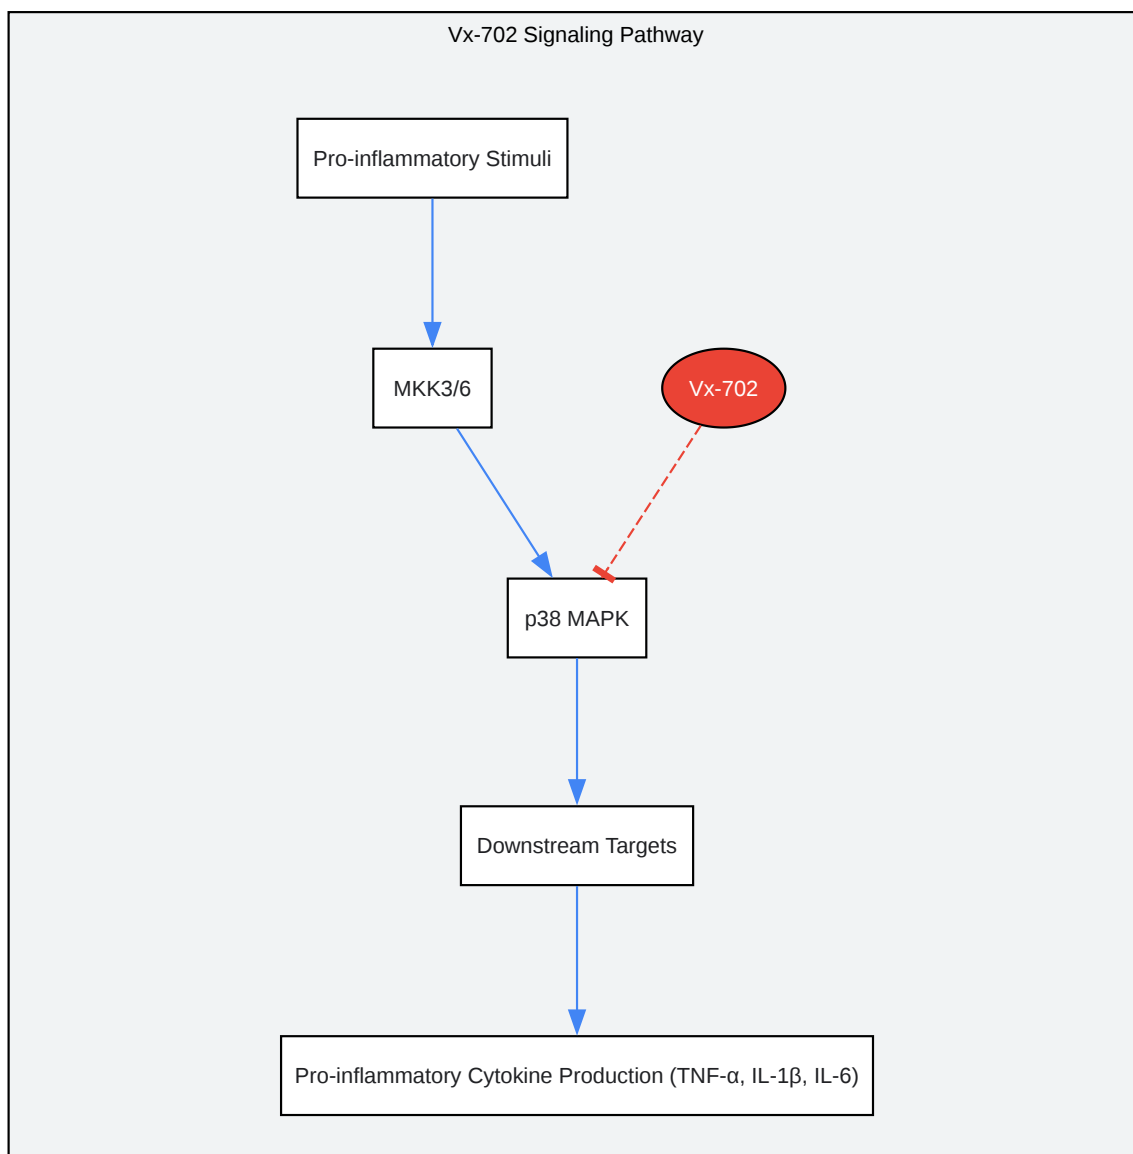 Vx-702 Signaling Pathway
Pro-inflammatory Stimuli
MKK3/6
Vx-702
p38 MAPK
Downstream Targets
Pro-inflammatory Cytokine Production (TNF-α, IL-1β, IL-6)